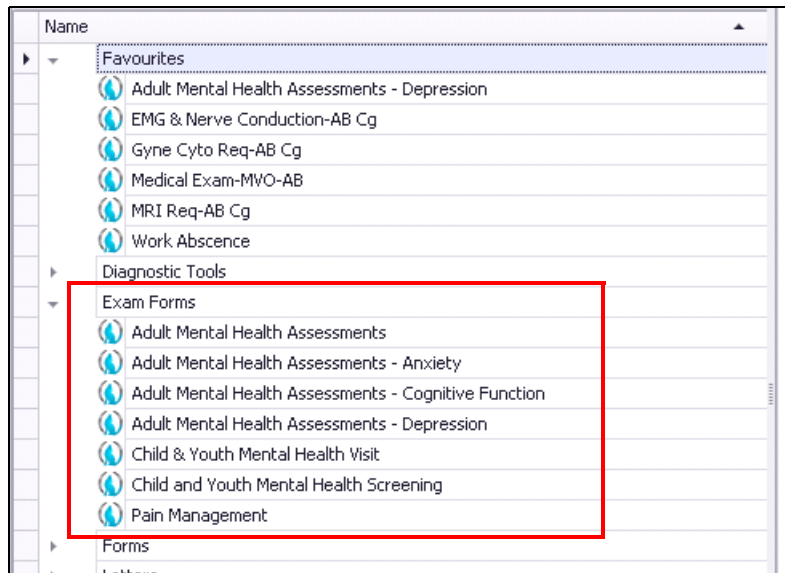 Name
Favourites
Adult Mental Health Assessments - Depression
EMG & Nerve Conduction-AB Cg
Gyne Cyto Req-AB Cg
Medical Exam-MVO-AB
MRI Req-AB Cg
Work Abscence
Diagnostic Tools
Exam Forms
Adult Mental Health Assessments
Adult Mental Health Assessments - Anxiety
Adult Mental Health Assessments - Cognitive Function
Adult Mental Health Assessments - Depression
Child & Youth Mental Health Visit
Child and Youth Mental Health Screening
Pain Management
Forms